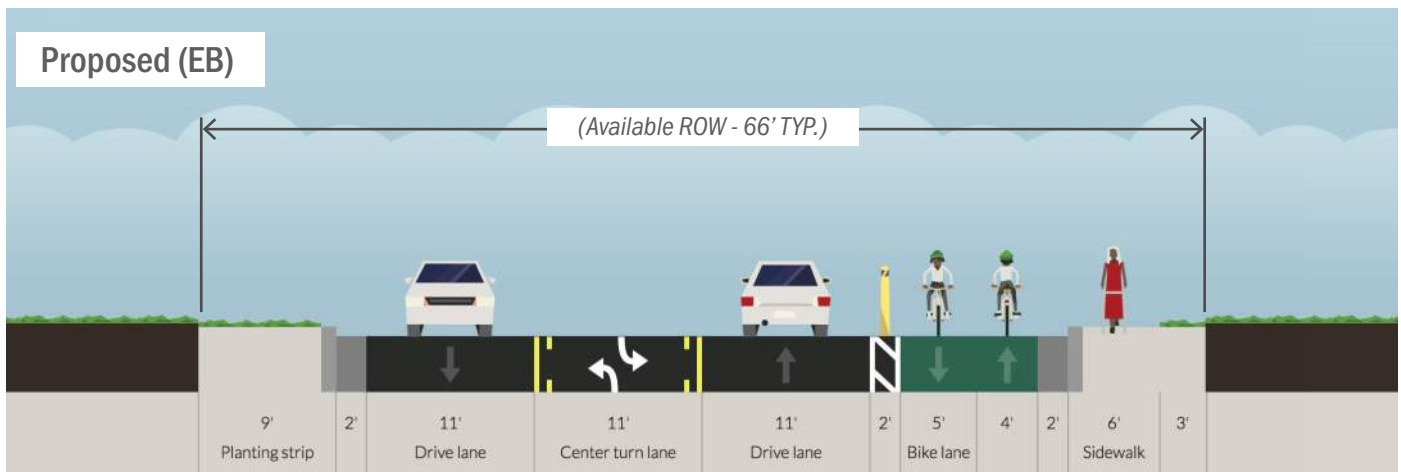 Proposed (EB)
(Available ROW - 66' TYP.)
9' 2' 11' 11' 11' 2' 5' 4' 2' 6' 3'
Planting strip Drive lane Center turn lane Drive lane Bike lane Sidewalk